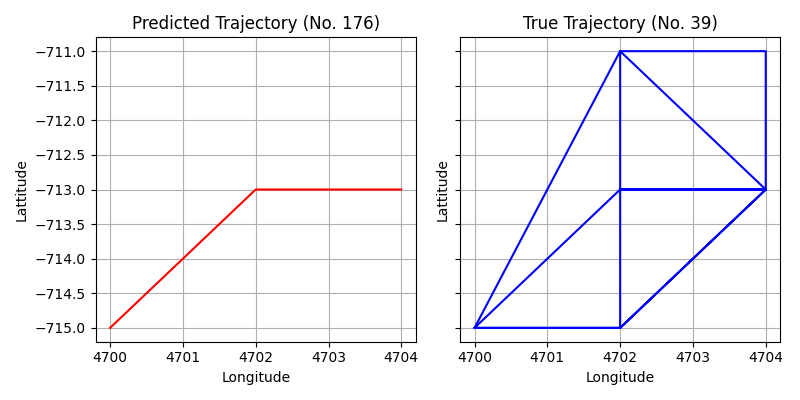 Predicted Trajectory (No. 176)
Lattitude
−711.0
−711.5
−712.0
−712.5
−713.0
−713.5
−714.0
−714.5
−715.0
4700 4701 4702 4703 4704
Longitude
True Trajectory (No. 39)
Lattitude
4700 4701 4702 4703 4704
Longitude